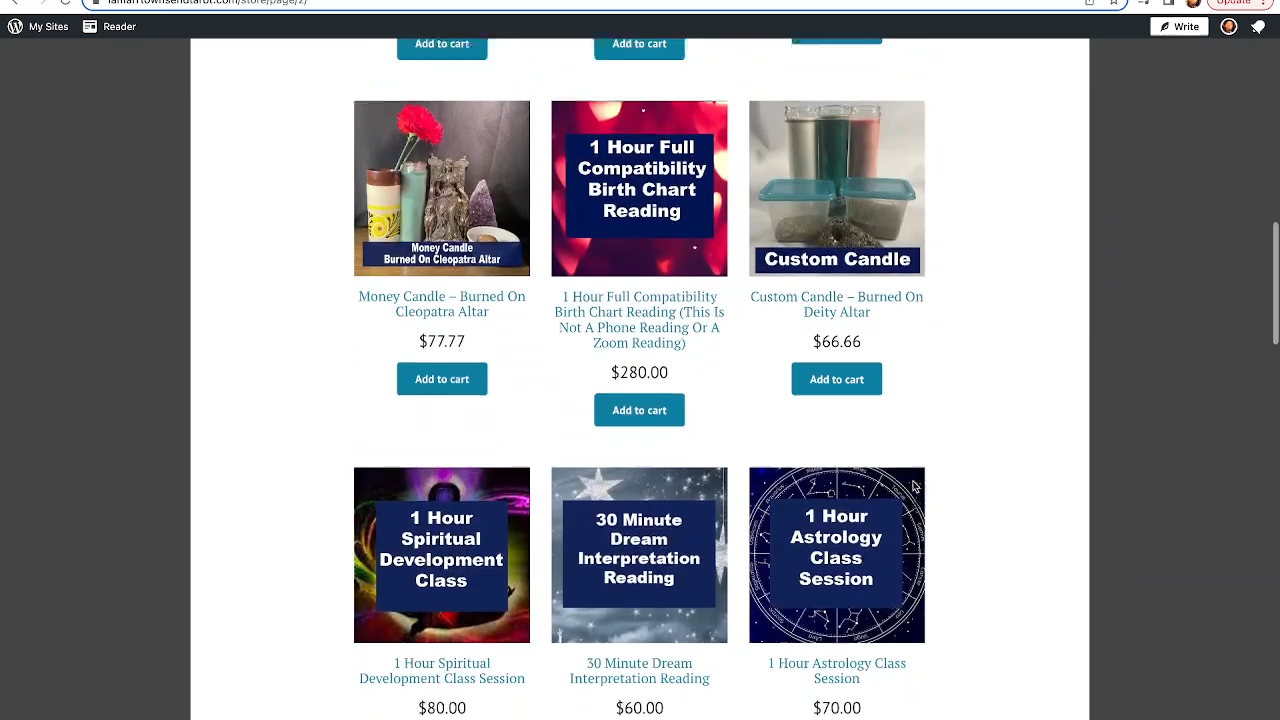 lamarrtownsendtarot.com/store/page/2/
Update
My Sites
Reader
Write
Add to cart
Add to cart
Money Candle
Burned On Cleopatra Altar
1 Hour Full
Compatibility
Birth Chart
Reading
Custom Candle
Money Candle – Burned On
Cleopatra Altar
$77.77
Add to cart
1 Hour Full Compatibility
Birth Chart Reading (This Is
Not A Phone Reading Or A
Zoom Reading)
$280.00
Add to cart
Custom Candle – Burned On
Deity Altar
$66.66
Add to cart
1 Hour
Spiritual
Development
Class
30 Minute
Dream
Interpretation
Reading
1 Hour
Astrology
Class
Session
1 Hour Spiritual
Development Class Session
$80.00
30 Minute Dream
Interpretation Reading
$60.00
1 Hour Astrology Class
Session
$70.00